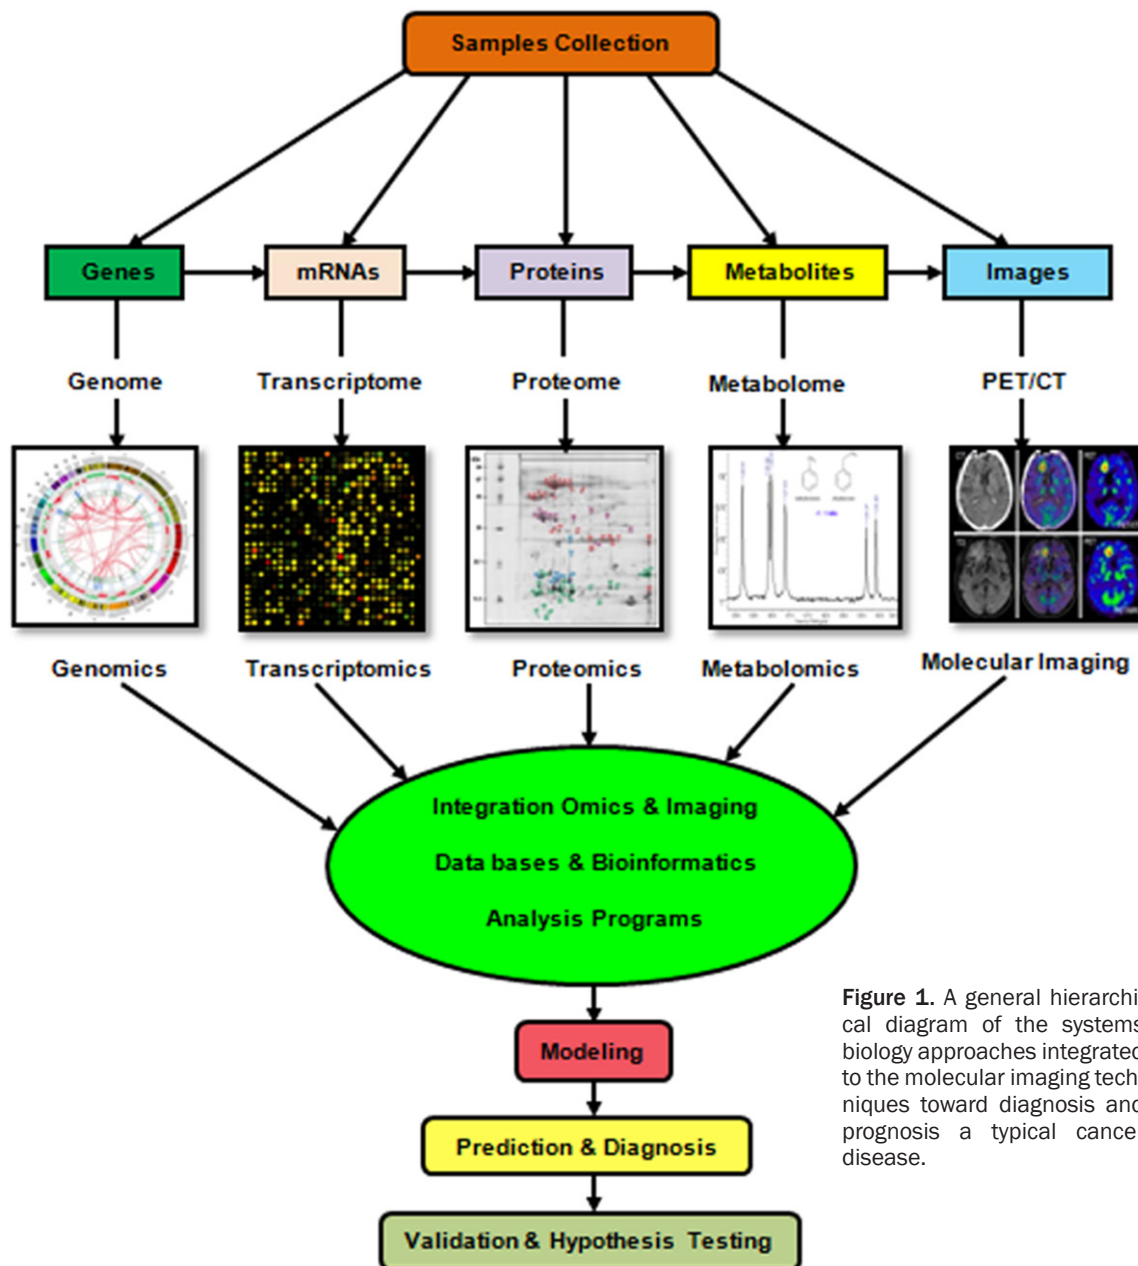 Samples Collection
Genes
mRNAs
Proteins
Metabolites
Images
Genome
Transcriptome
Proteome
Metabolome
PET/CT
CT
PET
Genomics
Transcriptomics
Proteomics
Metabolomics
Molecular Imaging
Integration Omics & Imaging
Data bases & Bioinformatics
Analysis Programs
Modeling
Prediction & Diagnosis
Validation & Hypothesis Testing
Figure 1. A general hierarchi
cal diagram of the systems
biology approaches integrated
to the molecular imaging tech
niques toward diagnosis and
prognosis a typical cance
disease.